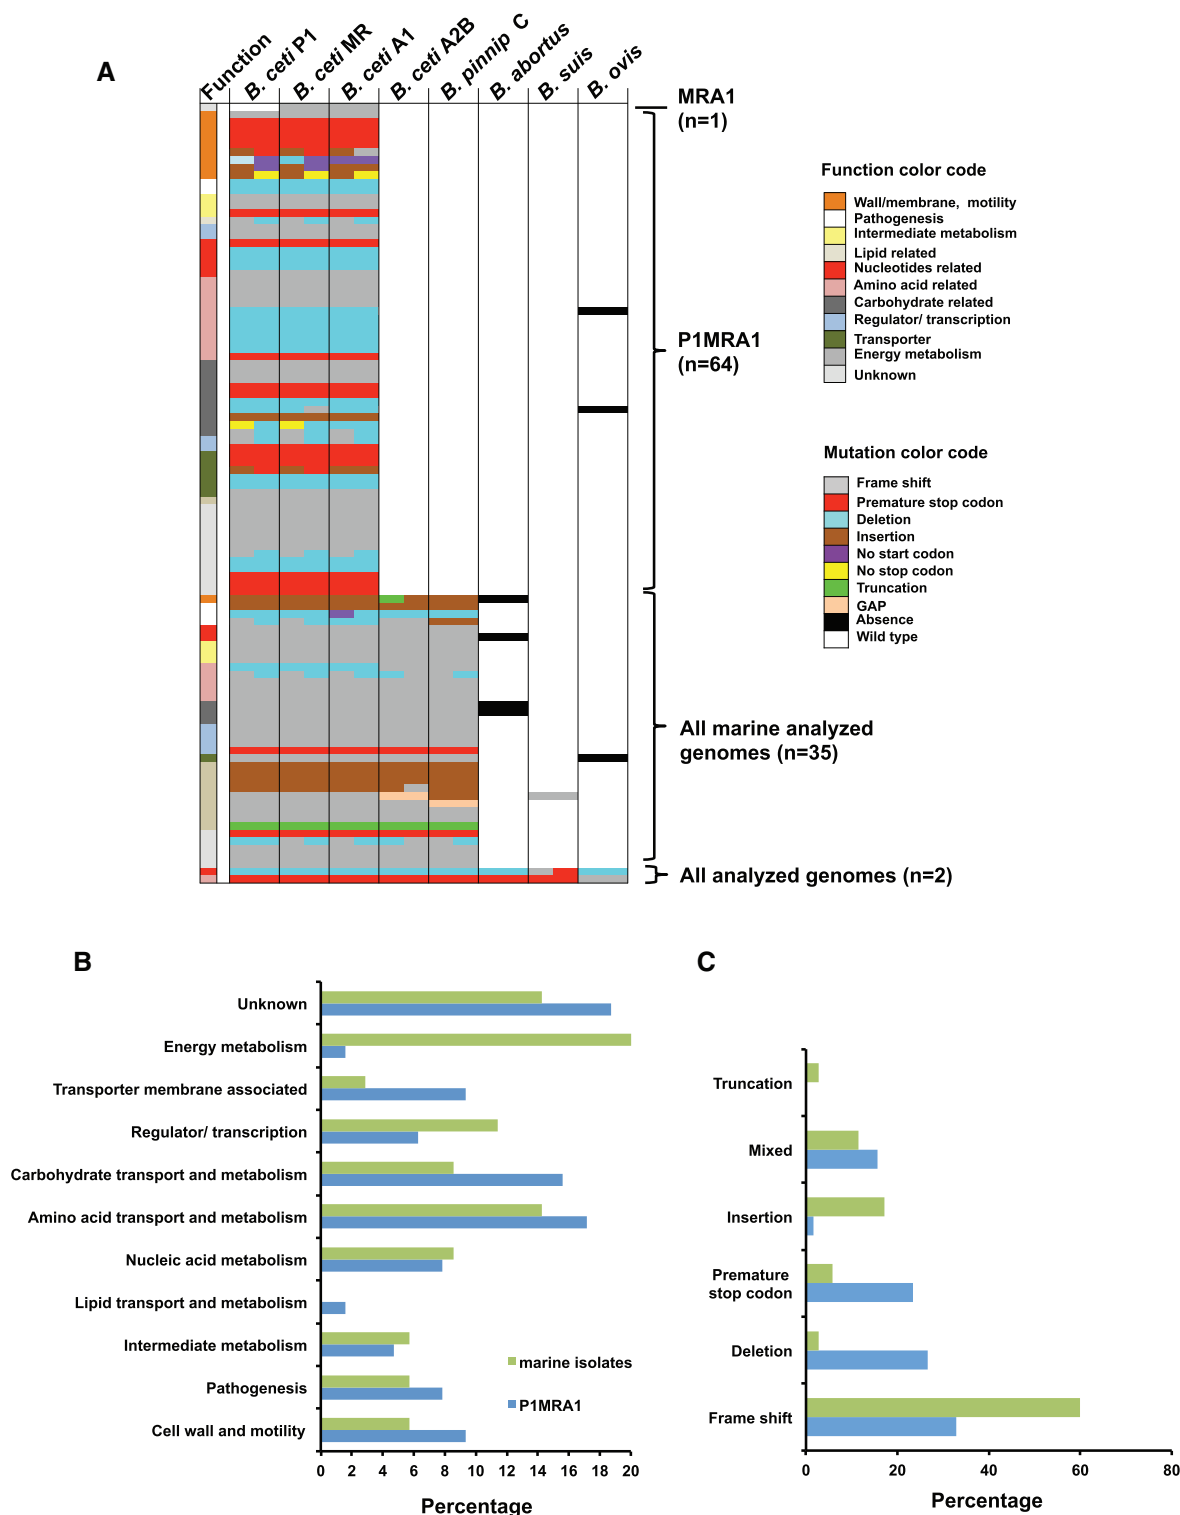 A
Function
B. ceti P1
B. ceti MR
B. ceti A1
B. ceti A2B
B. pinnip C
B. abortus
B. suis
B. ovis
MRA1
(n=1)
P1MRA1
(n=64)
All marine analyzed
genomes (n=35)
All analyzed genomes (n=2)
Function color code
Wall/membrane, motility
Pathogenesis
Intermediate metabolism
Lipid related
Nucleotides related
Amino acid related
Carbohydrate related
Regulator/ transcription
Transporter
Energy metabolism
Unknown
Mutation color code
Frame shift
Premature stop codon
Deletion
Insertion
No start codon
No stop codon
Truncation
GAP
Absence
Wild type
B
Unknown
Energy metabolism
Transporter membrane associated
Regulator/ transcription
Carbohydrate transport and metabolism
Amino acid transport and metabolism
Nucleic acid metabolism
Lipid transport and metabolism
Intermediate metabolism
Pathogenesis
Cell wall and motility
marine isolates
P1MRA1
0 2 4 6 8 10 12 14 16 18 20
Percentage
C
Truncation
Mixed
Insertion
Premature
stop codon
Deletion
Frame shift
0 20 40 60 80
Percentage